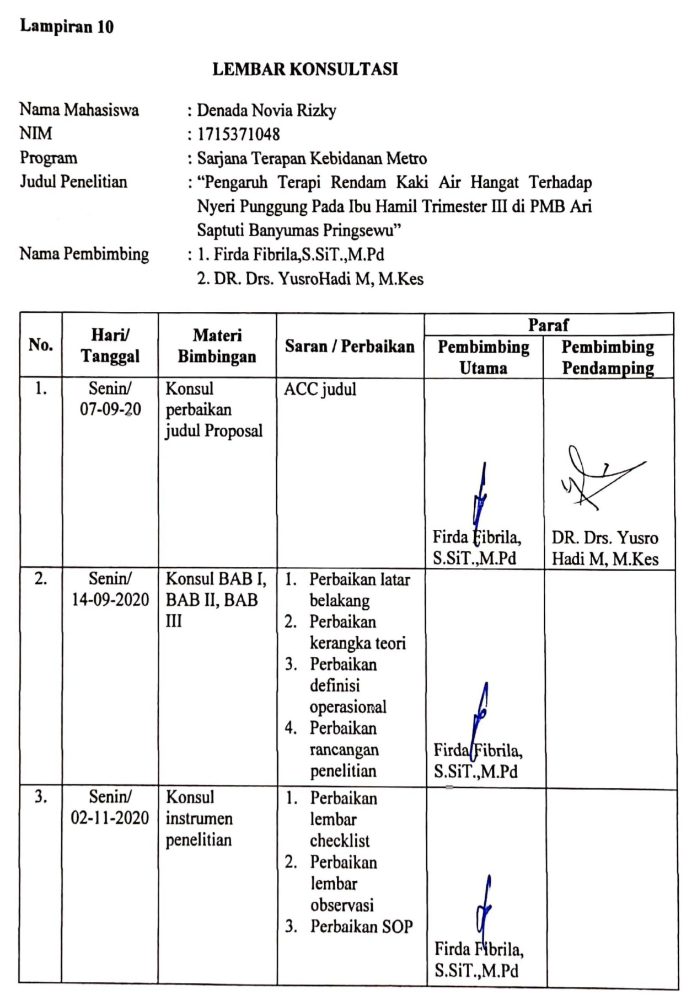 Lampiran 10
LEMBAR KONSULTASI
Nama Mahasiswa : Denada Novia Rizky
NIM : 1715371048
Program : Sarjana Terapan Kebidanan Metro
Judul Penelitian : “Pengaruh Terapi Rendam Kaki Air Hangat Terhadap
Nyeri Punggung Pada Ibu Hamil Trimester III di PMB Ari
Saptuti Banyumas Pringsewu”
Nama Pembimbing : 1. Firda Fibrila,S.SiT.,M.Pd
2. DR. Drs. YusroHadi M, M.Kes
No.
Hari/
Tanggal
Materi
Bimbingan
Saran / Perbaikan
Paraf
Pembimbing
Utama
Pembimbing
Pendamping
1.
Senin/
07-09-20
Konsul
perbaikan
judul Proposal
ACC judul
Firda Fibrila,
S.SiT.,M.Pd
DR. Drs. Yusro
Hadi M, M.Kes
2.
Senin/
14-09-2020
Konsul BAB I,
BAB II, BAB
III
1. Perbaikan latar
belakang
2. Perbaikan
kerangka teori
3. Perbaikan
definisi
operasional
4. Perbaikan
rancangan
penelitian
Firda Fibrila,
S.SiT.,M.Pd
3.
Senin/
02-11-2020
Konsul
instrumen
penelitian
1. Perbaikan
lembar
checklist
2. Perbaikan
lembar
observasi
3. Perbaikan SOP
Firda Fibrila,
S.SiT.,M.Pd